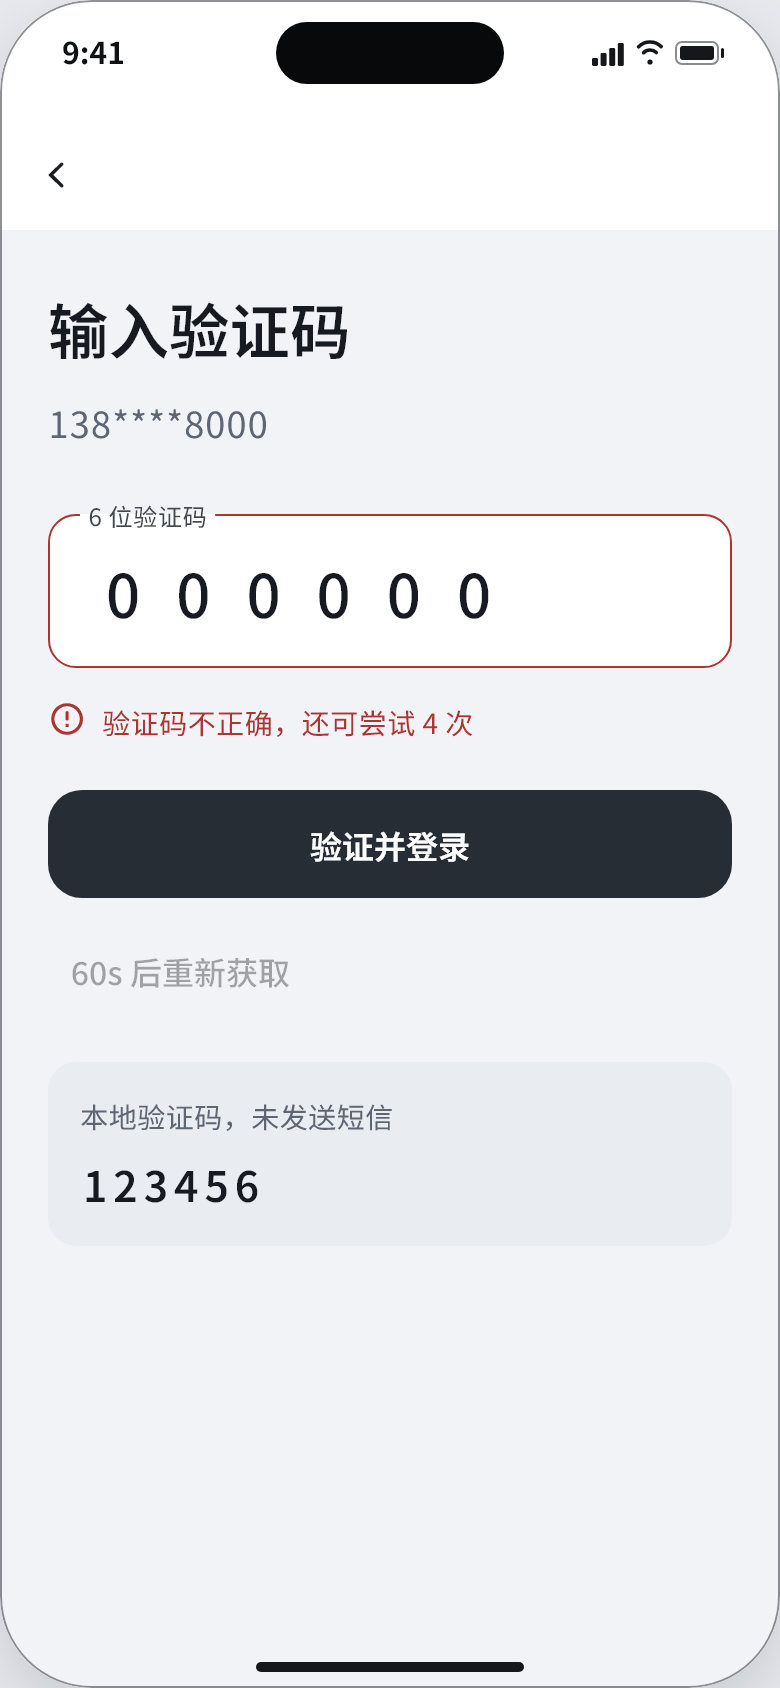 9:41
输入验证码
138****8000
6 位验证码
0 0 0 0 0 0
验证码不正确，还可尝试 4 次
验证并登录
60s 后重新获取
本地验证码，未发送短信
123456